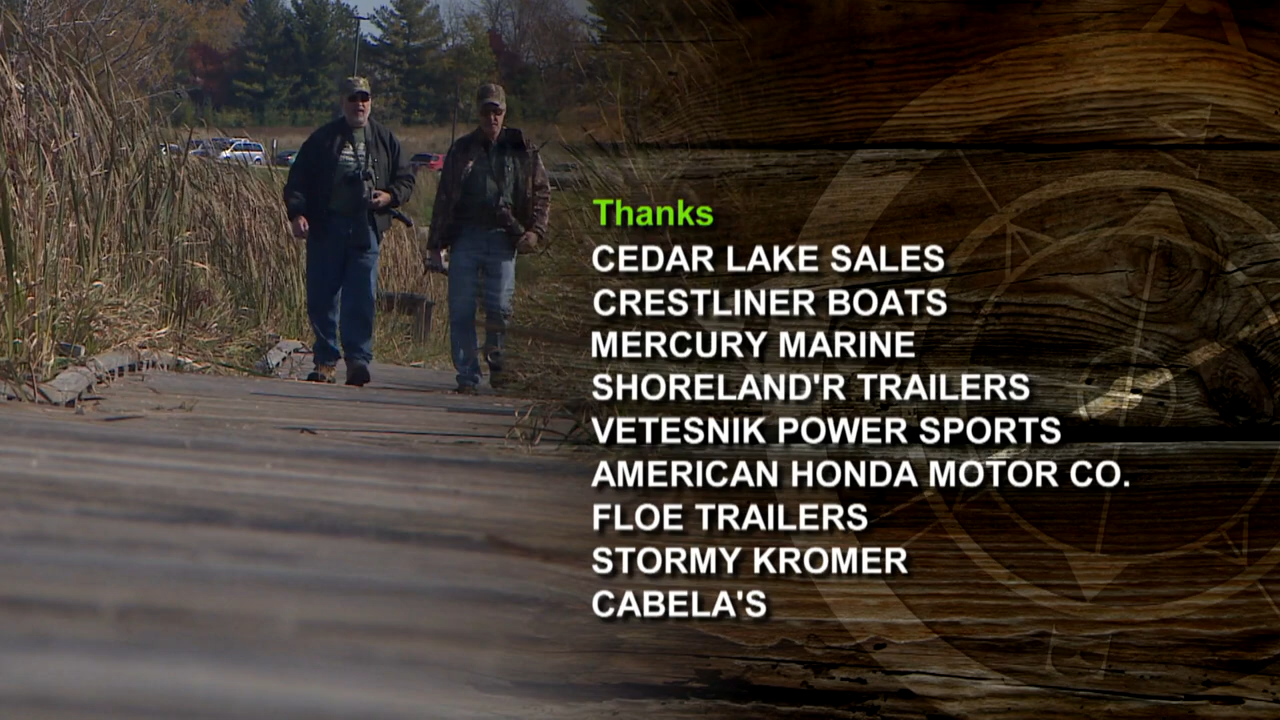 Thanks
CEDAR LAKE SALES
CRESTLINER BOATS
MERCURY MARINE
SHORELAND'R TRAILERS
VETESNIK POWER SPORTS
AMERICAN HONDA MOTOR CO.
FLOE TRAILERS
STORMY KROMER
CABELA'S